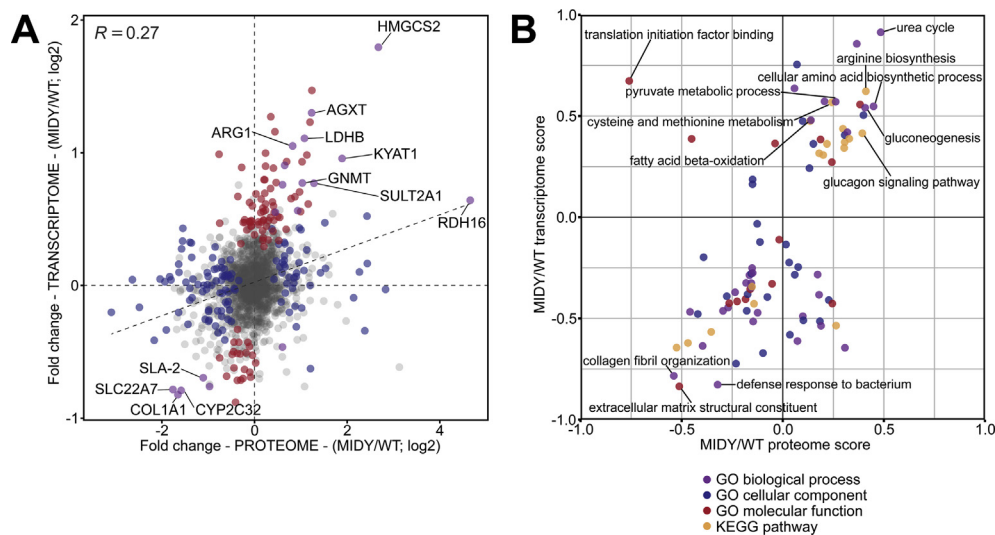 A
R = 0.27
HMGCS2
AGXT
LDHB
ARG1
KYAT1
GNMT
SULT2A1
RDH16
SLA-2
SLC22A7
COL1A1
CYP2C32
2
1
0
-1
-2
0
2
4
Fold change - TRANSCRIPTOME - (MIDY/WT; log2)
Fold change - PROTEOME - (MIDY/WT; log2)
B
translation initiation factor binding
urea cycle
arginine biosynthesis
cellular amino acid biosynthetic process
pyruvate metabolic process
cysteine and methionine metabolism
gluconeogenesis
fatty acid beta-oxidation
glucagon signaling pathway
collagen fibril organization
defense response to bacterium
extracellular matrix structural constituent
1.0
0.5
0.0
-0.5
-1.0
-1.0
-0.5
0.0
0.5
1.0
MIDY/WT transcriptome score
MIDY/WT proteome score
GO biological process
GO cellular component
GO molecular function
KEGG pathway